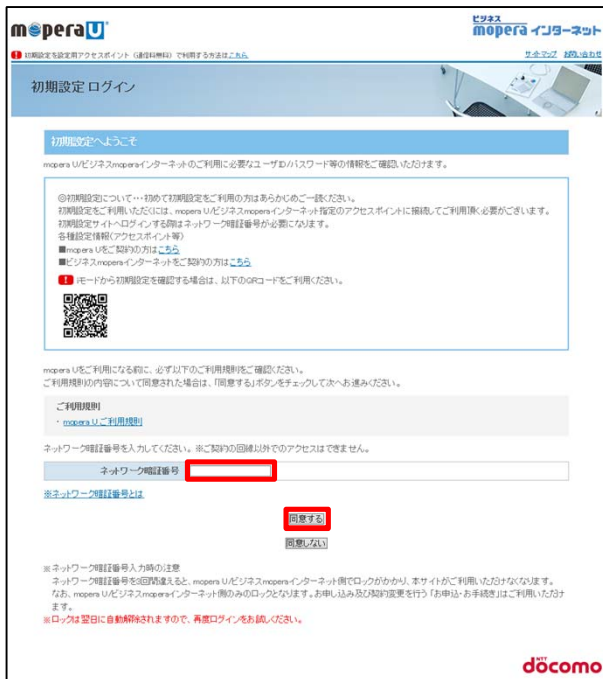 mopera U
ビジネス
mopera インターネット
! 初期設定を設定用アクセスポイント（通信料無料）で利用する方法はこちら
サイトマップ お問い合わせ
初期設定 ログイン
初期設定へようこそ
mopera U/ビジネスmoperaインターネットのご利用に必要なユーザID/パスワード等の情報をご確認いただけます。
◎初期設定について…初めて初期設定をご利用の方はあらかじめご一読ください。
初期設定をご利用いただくには、mopera U/ビジネスmoperaインターネット指定のアクセスポイントに接続してご利用頂く必要がございます。
初期設定サイトへログインする際はネットワーク暗証番号が必要になります。
各種設定情報(アクセスポイント等)
■mopera Uをご契約の方はこちら
■ビジネスmoperaインターネットをご契約の方はこちら
! iモードから初期設定を確認する場合は、以下のQRコードをご利用ください。
mopera Uをご利用になる前に、必ず以下のご利用規則をご確認ください。
ご利用規則の内容について同意された場合は、「同意する」ボタンをチェックして次へお進みください。
ご利用規則
・mopera U ご利用規則
ネットワーク暗証番号を入力してください。※ご契約の回線以外でのアクセスはできません。
ネットワーク暗証番号
※ネットワーク暗証番号とは
同意する
同意しない
※ネットワーク暗証番号入力時の注意
ネットワーク暗証番号を3回間違えると、mopera U/ビジネスmoperaインターネット側でロックがかかり、本サイトがご利用いただけなくなります。
なお、mopera U/ビジネスmoperaインターネット側のみのロックとなります。お申し込み及び契約変更を行う「お申込・お手続き」はご利用いただけ
ます。
※ロックは翌日に自動解除されますので、再度ログインをお試しください。
NTT
döcomo